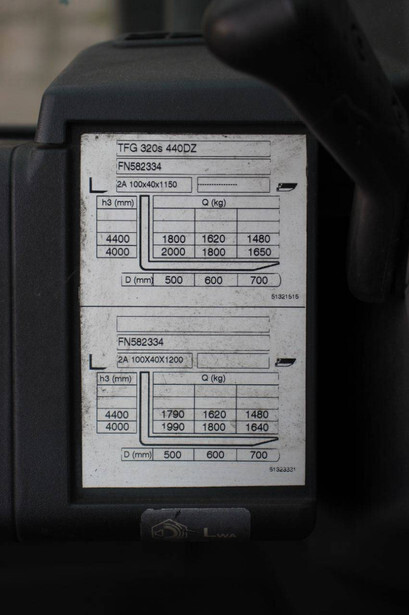 TFG 320s 440DZ
FN582334
2A 100x40x1150 ---------------
h3 (mm) Q (kg)
4400 1800 1620 1480
4000 2000 1800 1650
D (mm) 500 600 700
51321515
FN582334
2A 100X40X1200
h3 (mm) Q (kg)
4400 1790 1620 1480
4000 1990 1800 1640
D (mm) 500 600 700
LWA